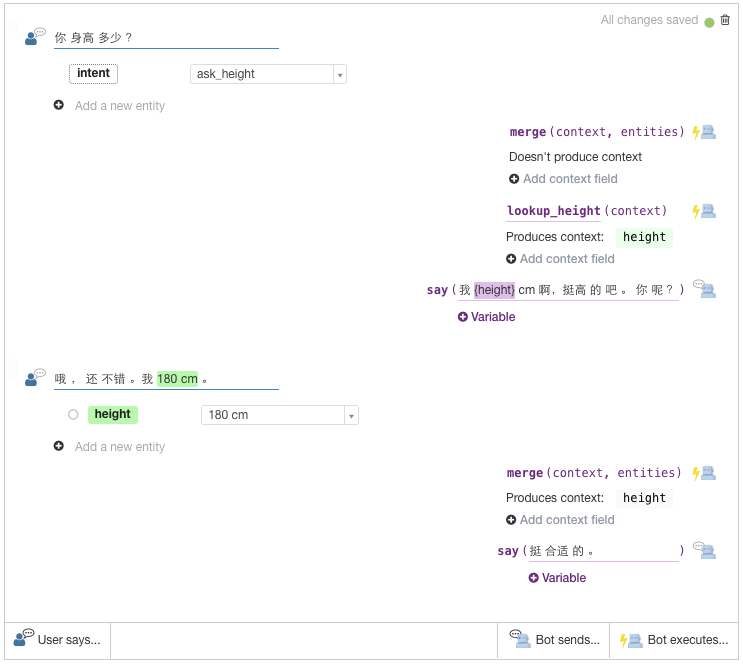 All changes saved
你 身高 多少 ?
intent ask_height
Add a new entity
merge(context, entities)
Doesn't produce context
Add context field
lookup_height(context)
Produces context: height
Add context field
say(我 {height} cm 啊, 挺高 的 吧 。 你 呢 ? )
Variable
哦 , 还 不错 。我 180 cm 。
height 180 cm
Add a new entity
merge(context, entities)
Produces context: height
Add context field
say(挺 合适 的 。 )
Variable
User says... Bot sends... Bot executes...